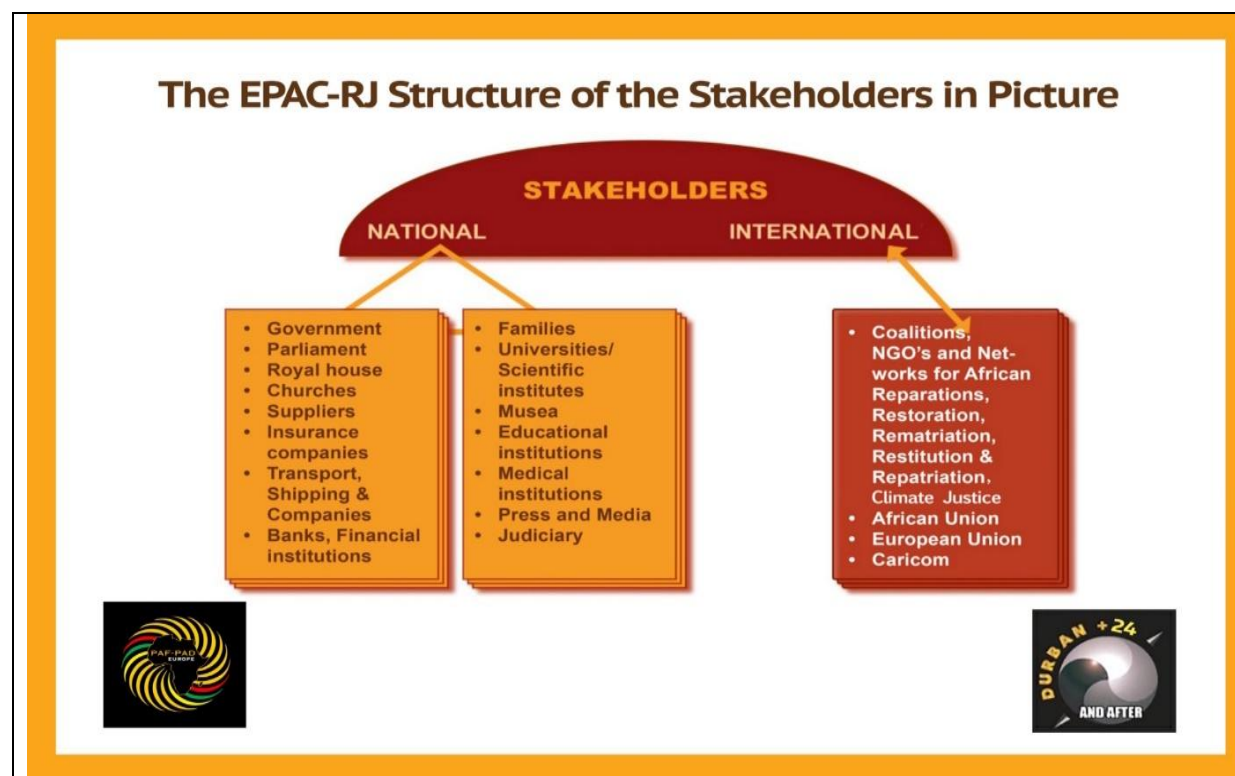 The EPAC-RJ Structure of the Stakeholders in Picture
STAKEHOLDERS
NATIONAL
INTERNATIONAL
• Government
• Parliament
• Royal house
• Churches
• Suppliers
• Insurance
companies
• Transport,
Shipping &
Companies
• Banks, Financial
institutions
• Families
• Universities/
Scientific
institutes
• Musea
• Educational
institutions
• Medical
institutions
• Press and Media
• Judiciary
• Coalitions,
NGO's and Net-
works for African
Reparations,
Restoration,
Rematriation,
Restitution &
Repatriation,
Climate Justice
• African Union
• European Union
• Caricom
PAF-PAD
EUROPE
DURBAN +24
AND AFTER